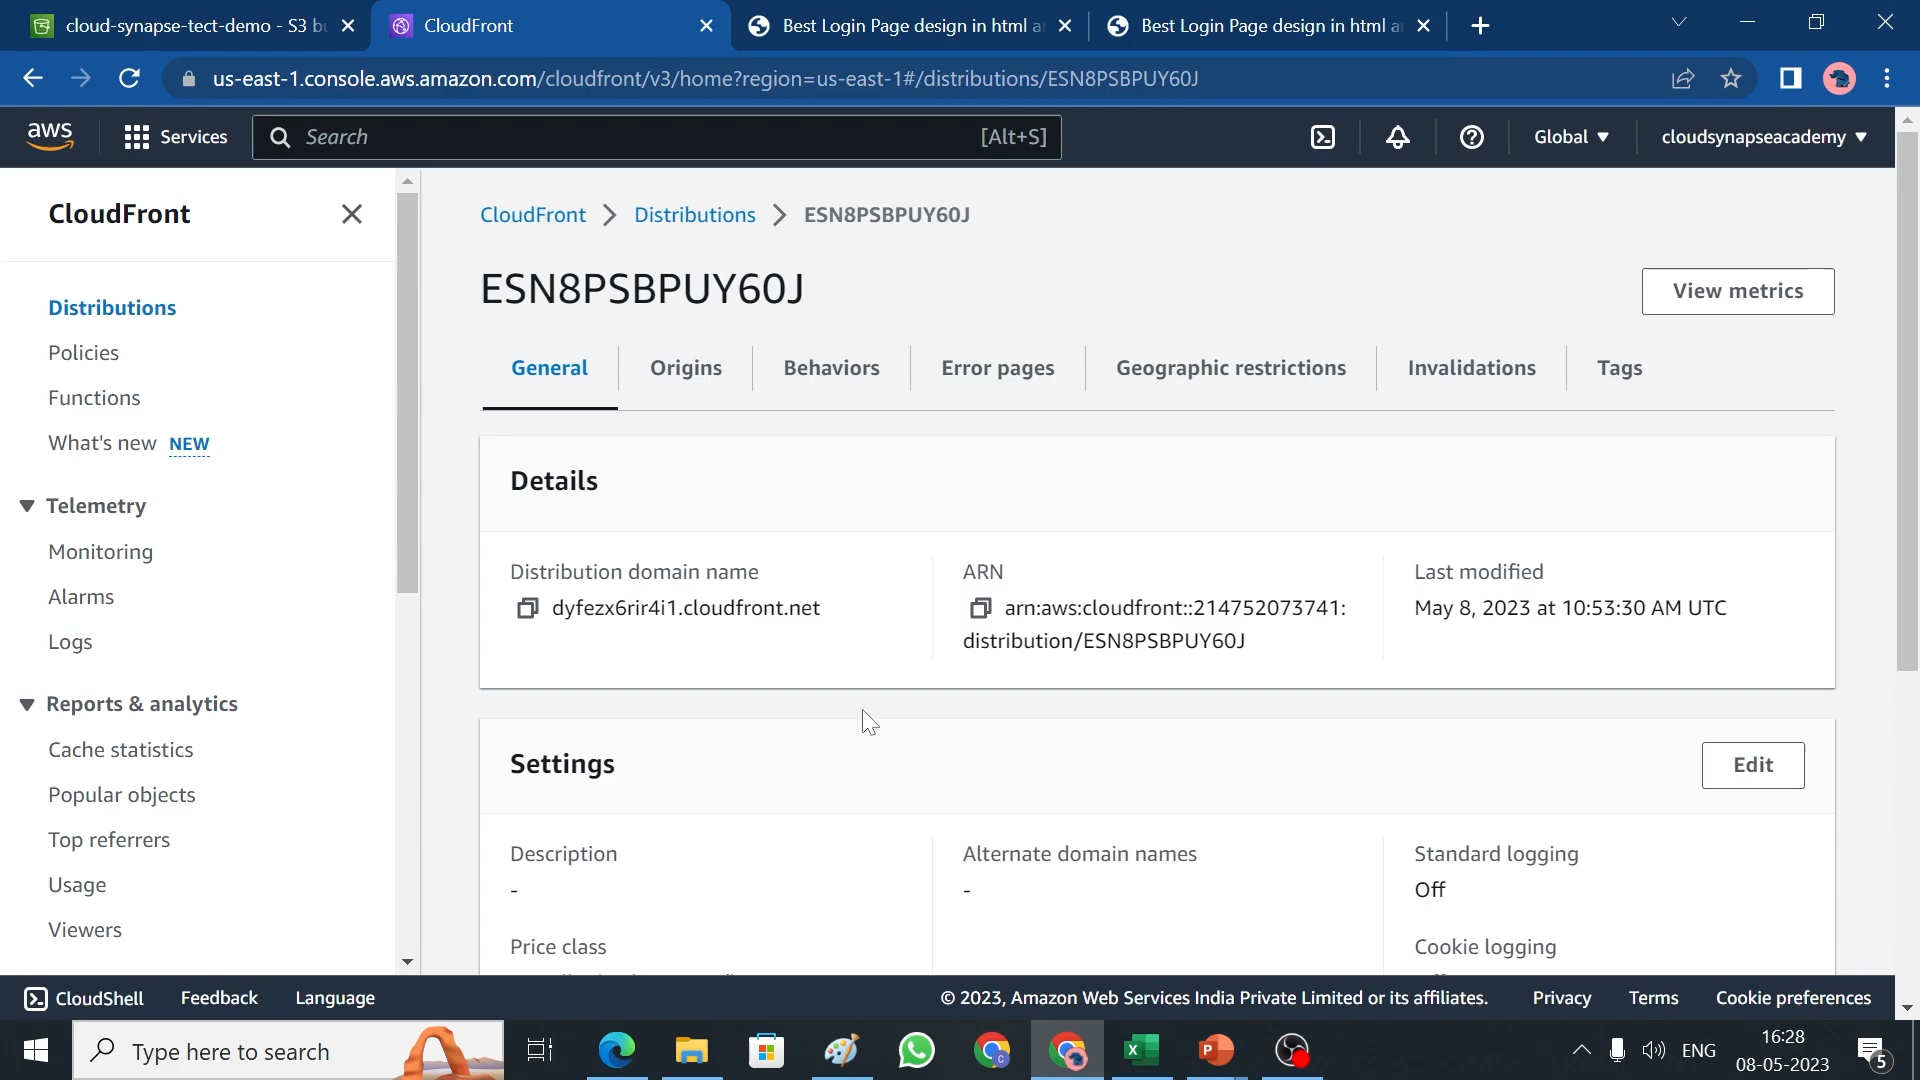 cloud-synapse-tect-demo - S3 bu
CloudFront
Best Login Page design in html a
Best Login Page design in html a
us-east-1.console.aws.amazon.com/cloudfront/v3/home?region=us-east-1#/distributions/ESN8PSBPUY60J
aws
Services
Search
[Alt+S]
Global
cloudsynapseacademy
CloudFront
Distributions
Policies
Functions
What's new NEW
Telemetry
Monitoring
Alarms
Logs
Reports & analytics
Cache statistics
Popular objects
Top referrers
Usage
Viewers
CloudFront
Distributions
ESN8PSBPUY60J
ESN8PSBPUY60J
View metrics
General
Origins
Behaviors
Error pages
Geographic restrictions
Invalidations
Tags
Details
Distribution domain name
dyfezx6rir4i1.cloudfront.net
ARN
arn:aws:cloudfront::214752073741:
distribution/ESN8PSBPUY60J
Last modified
May 8, 2023 at 10:53:30 AM UTC
Settings
Edit
Description
-
Alternate domain names
-
Standard logging
Off
Price class
Cookie logging
CloudShell
Feedback
Language
© 2023, Amazon Web Services India Private Limited or its affiliates.
Privacy
Terms
Cookie preferences
Type here to search
ENG
16:28
08-05-2023
5